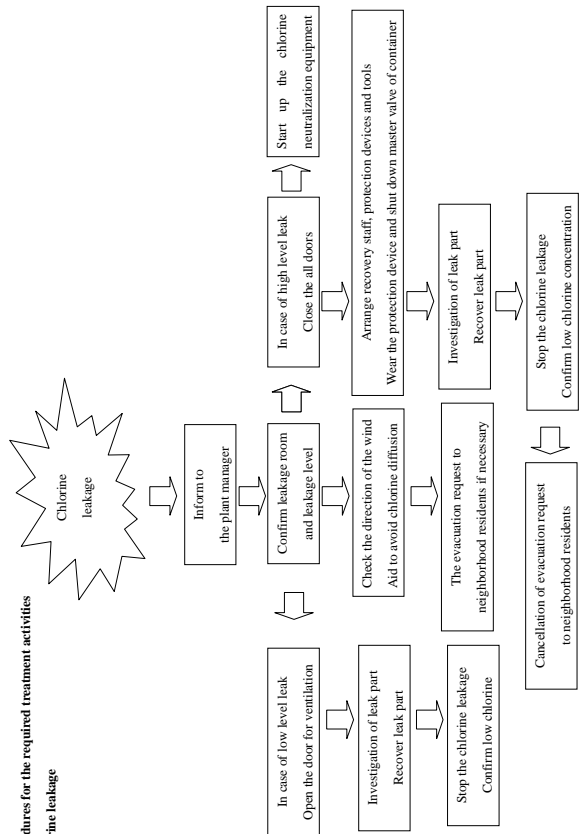 dures for the required treatment activities
rine leakage
Chlorine
leakage
Inform to
the plant manager
Confirm leakage room
and leakage level
In case of low level leak
Open the door for ventilation
Investigation of leak part
Recover leak part
Stop the chlorine leakage
Confirm low chlorine
Check the direction of the wind
Aid to avoid chlorine diffusion
The evacuation request to
neighborhood residents if necessary
In case of high level leak
Close the all doors
Start up the chlorine
neutralization equipment
Arrange recovery staff, protection devices and tools
Wear the protection device and shut down master valve of container
Investigation of leak part
Recover leak part
Stop the chlorine leakage
Confirm low chlorine concentration
Cancellation of evacuation request
to neighborhood residents